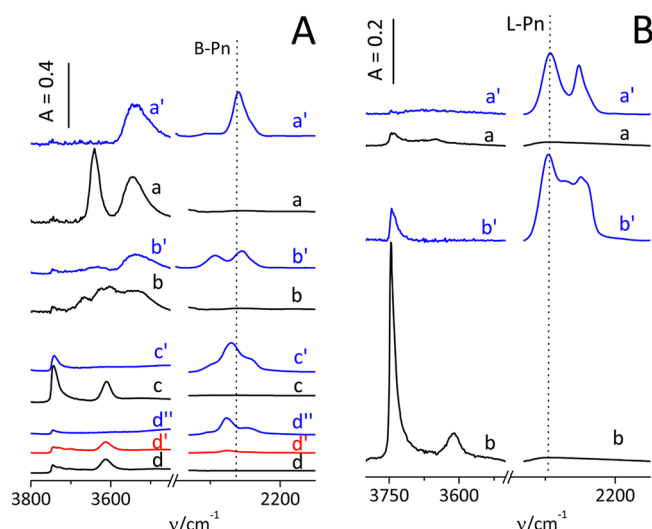 A
B-Pn
A = 0.4
a'
a'
a
a
b'
b'
b
b
c'
c'
c
c
d''
d''
d'
d'
d
d
3800
3600
2200
ν/cm⁻¹
B
L-Pn
A = 0.2
a'
a'
a
a
b'
b'
b
b
3750
3600
2200
ν/cm⁻¹